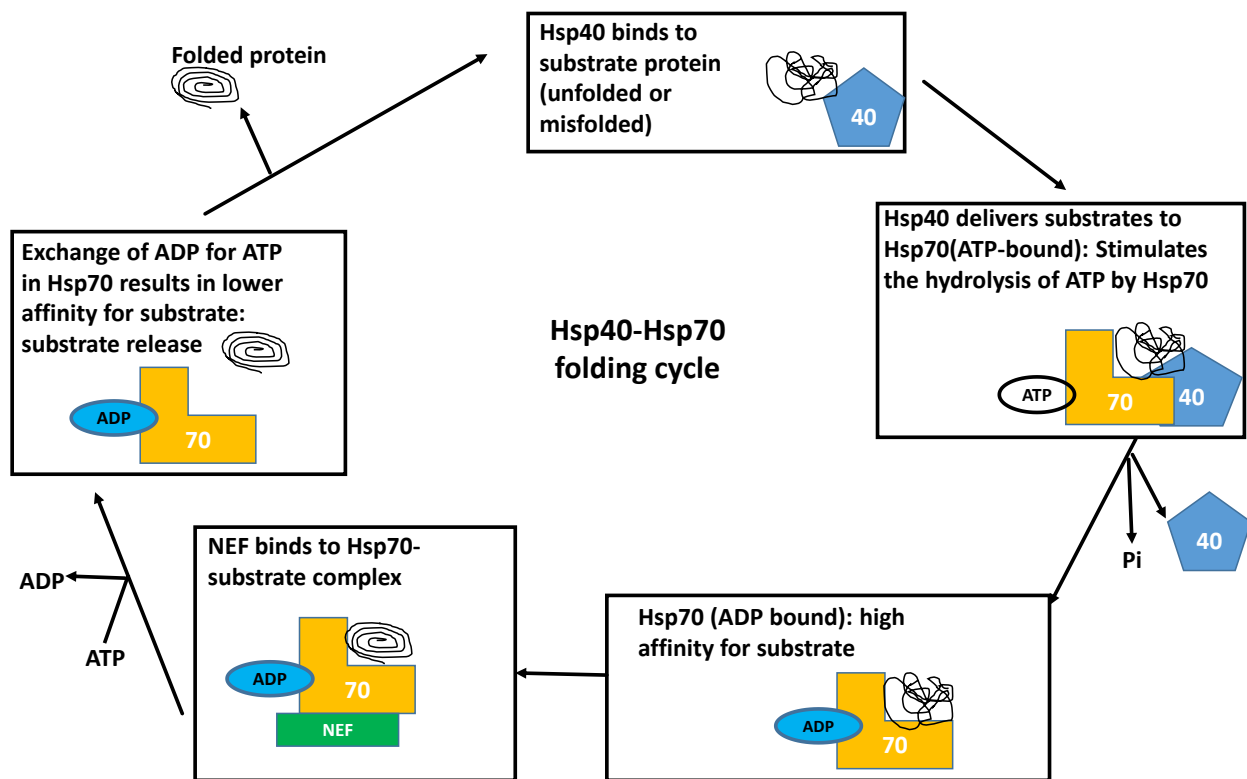 Folded protein
Hsp40 binds to
substrate protein
(unfolded or
misfolded)
40
Hsp40 delivers substrates to
Hsp70(ATP-bound): Stimulates
the hydrolysis of ATP by Hsp70
ATP
70
40
Pi
40
Hsp70 (ADP bound): high
affinity for substrate
ADP
70
NEF binds to Hsp70-
substrate complex
ADP
70
NEF
ADP
ATP
Exchange of ADP for ATP
in Hsp70 results in lower
affinity for substrate:
substrate release
ADP
70
Hsp40-Hsp70
folding cycle